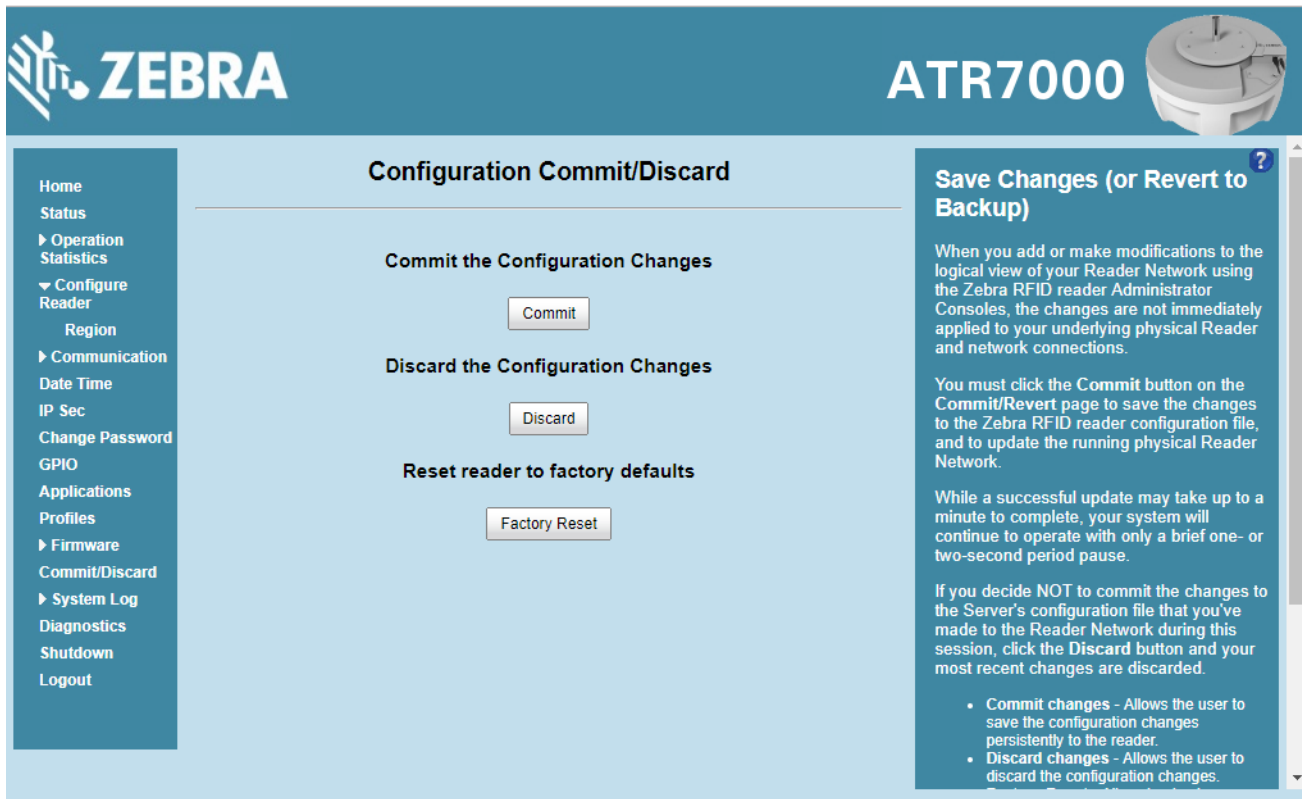 ZEBRA
ATR7000
Home
Status
Operation
Statistics
Configure
Reader
Region
Communication
Date Time
IP Sec
Change Password
GPIO
Applications
Profiles
Firmware
Commit/Discard
System Log
Diagnostics
Shutdown
Logout
Configuration Commit/Discard
Commit the Configuration Changes
Commit
Discard the Configuration Changes
Discard
Reset reader to factory defaults
Factory Reset
?
Save Changes (or Revert to
Backup)
When you add or make modifications to the
logical view of your Reader Network using
the Zebra RFID reader Administrator
Consoles, the changes are not immediately
applied to your underlying physical Reader
and network connections.
You must click the Commit button on the
Commit/Revert page to save the changes
to the Zebra RFID reader configuration file,
and to update the running physical Reader
Network.
While a successful update may take up to a
minute to complete, your system will
continue to operate with only a brief one- or
two-second period pause.
If you decide NOT to commit the changes to
the Server's configuration file that you've
made to the Reader Network during this
session, click the Discard button and your
most recent changes are discarded.
• Commit changes - Allows the user to
save the configuration changes
persistently to the reader.
• Discard changes - Allows the user to
discard the configuration changes.